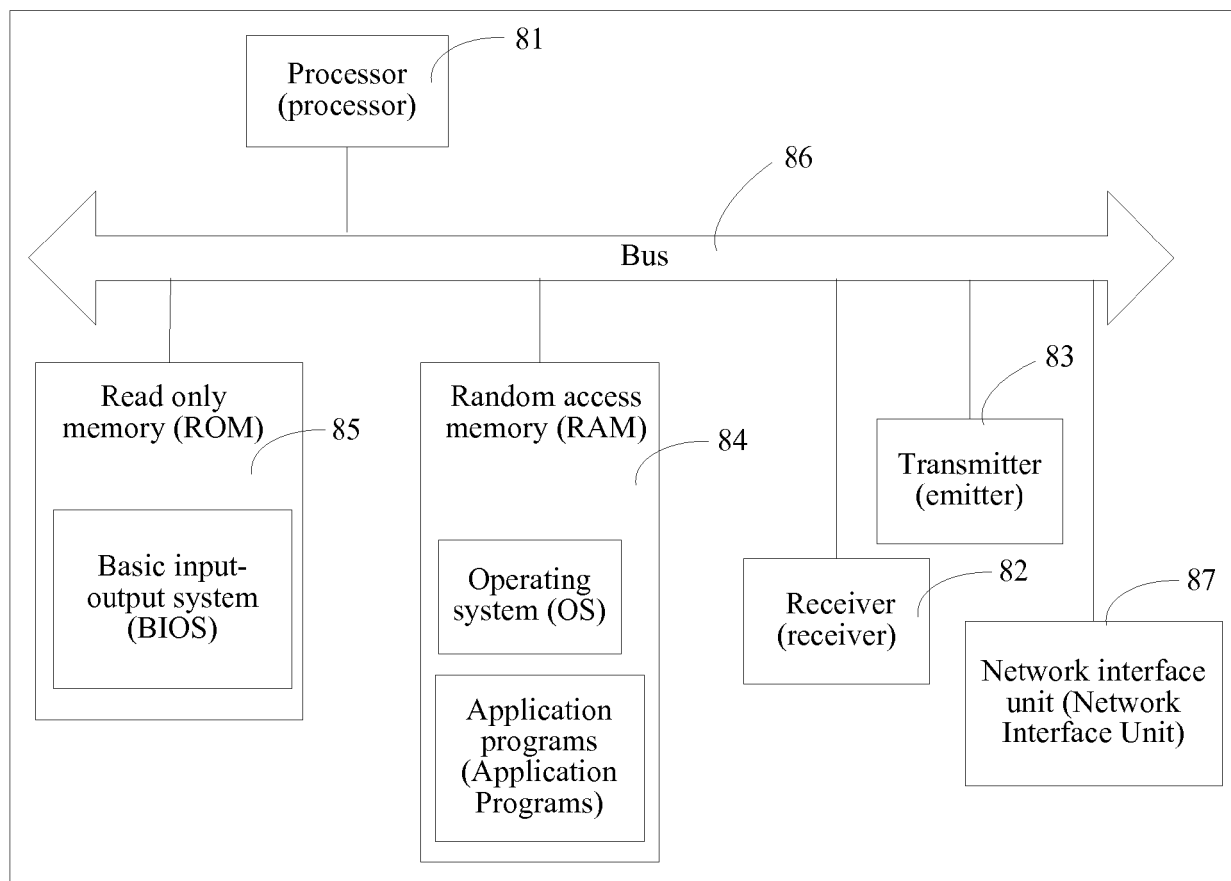 81
Processor
(processor)
86
Bus
Read only
memory (ROM)
85
Basic input-
output system
(BIOS)
Random access
memory (RAM)
84
Operating
system (OS)
Application
programs
(Application
Programs)
83
Transmitter
(emitter)
82
Receiver
(receiver)
87
Network interface
unit (Network
Interface Unit)